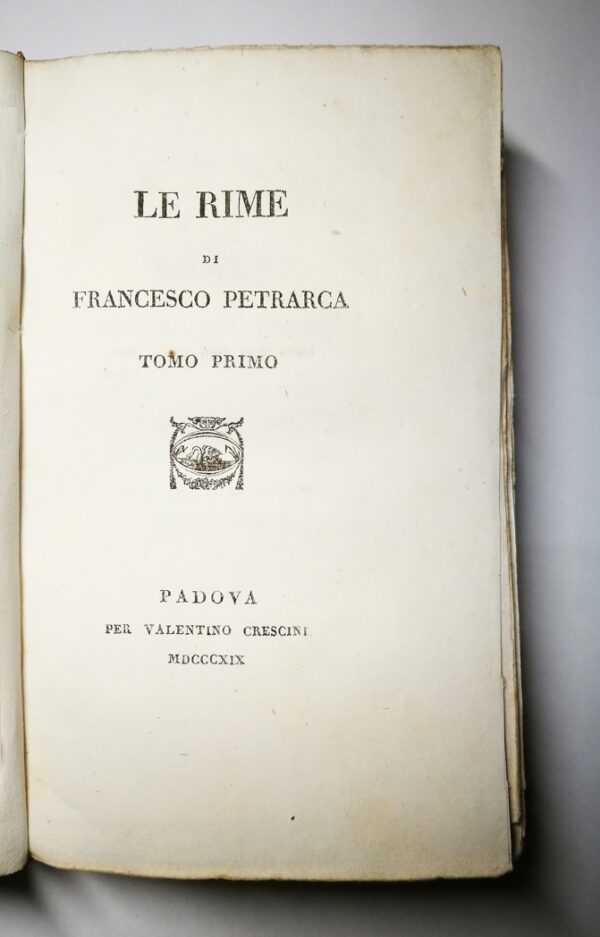 LE RIME
DI
FRANCESCO PETRARCA
TOMO PRIMO
PADOVA
PER VALENTINO CRESCINI
MDCCCXIX